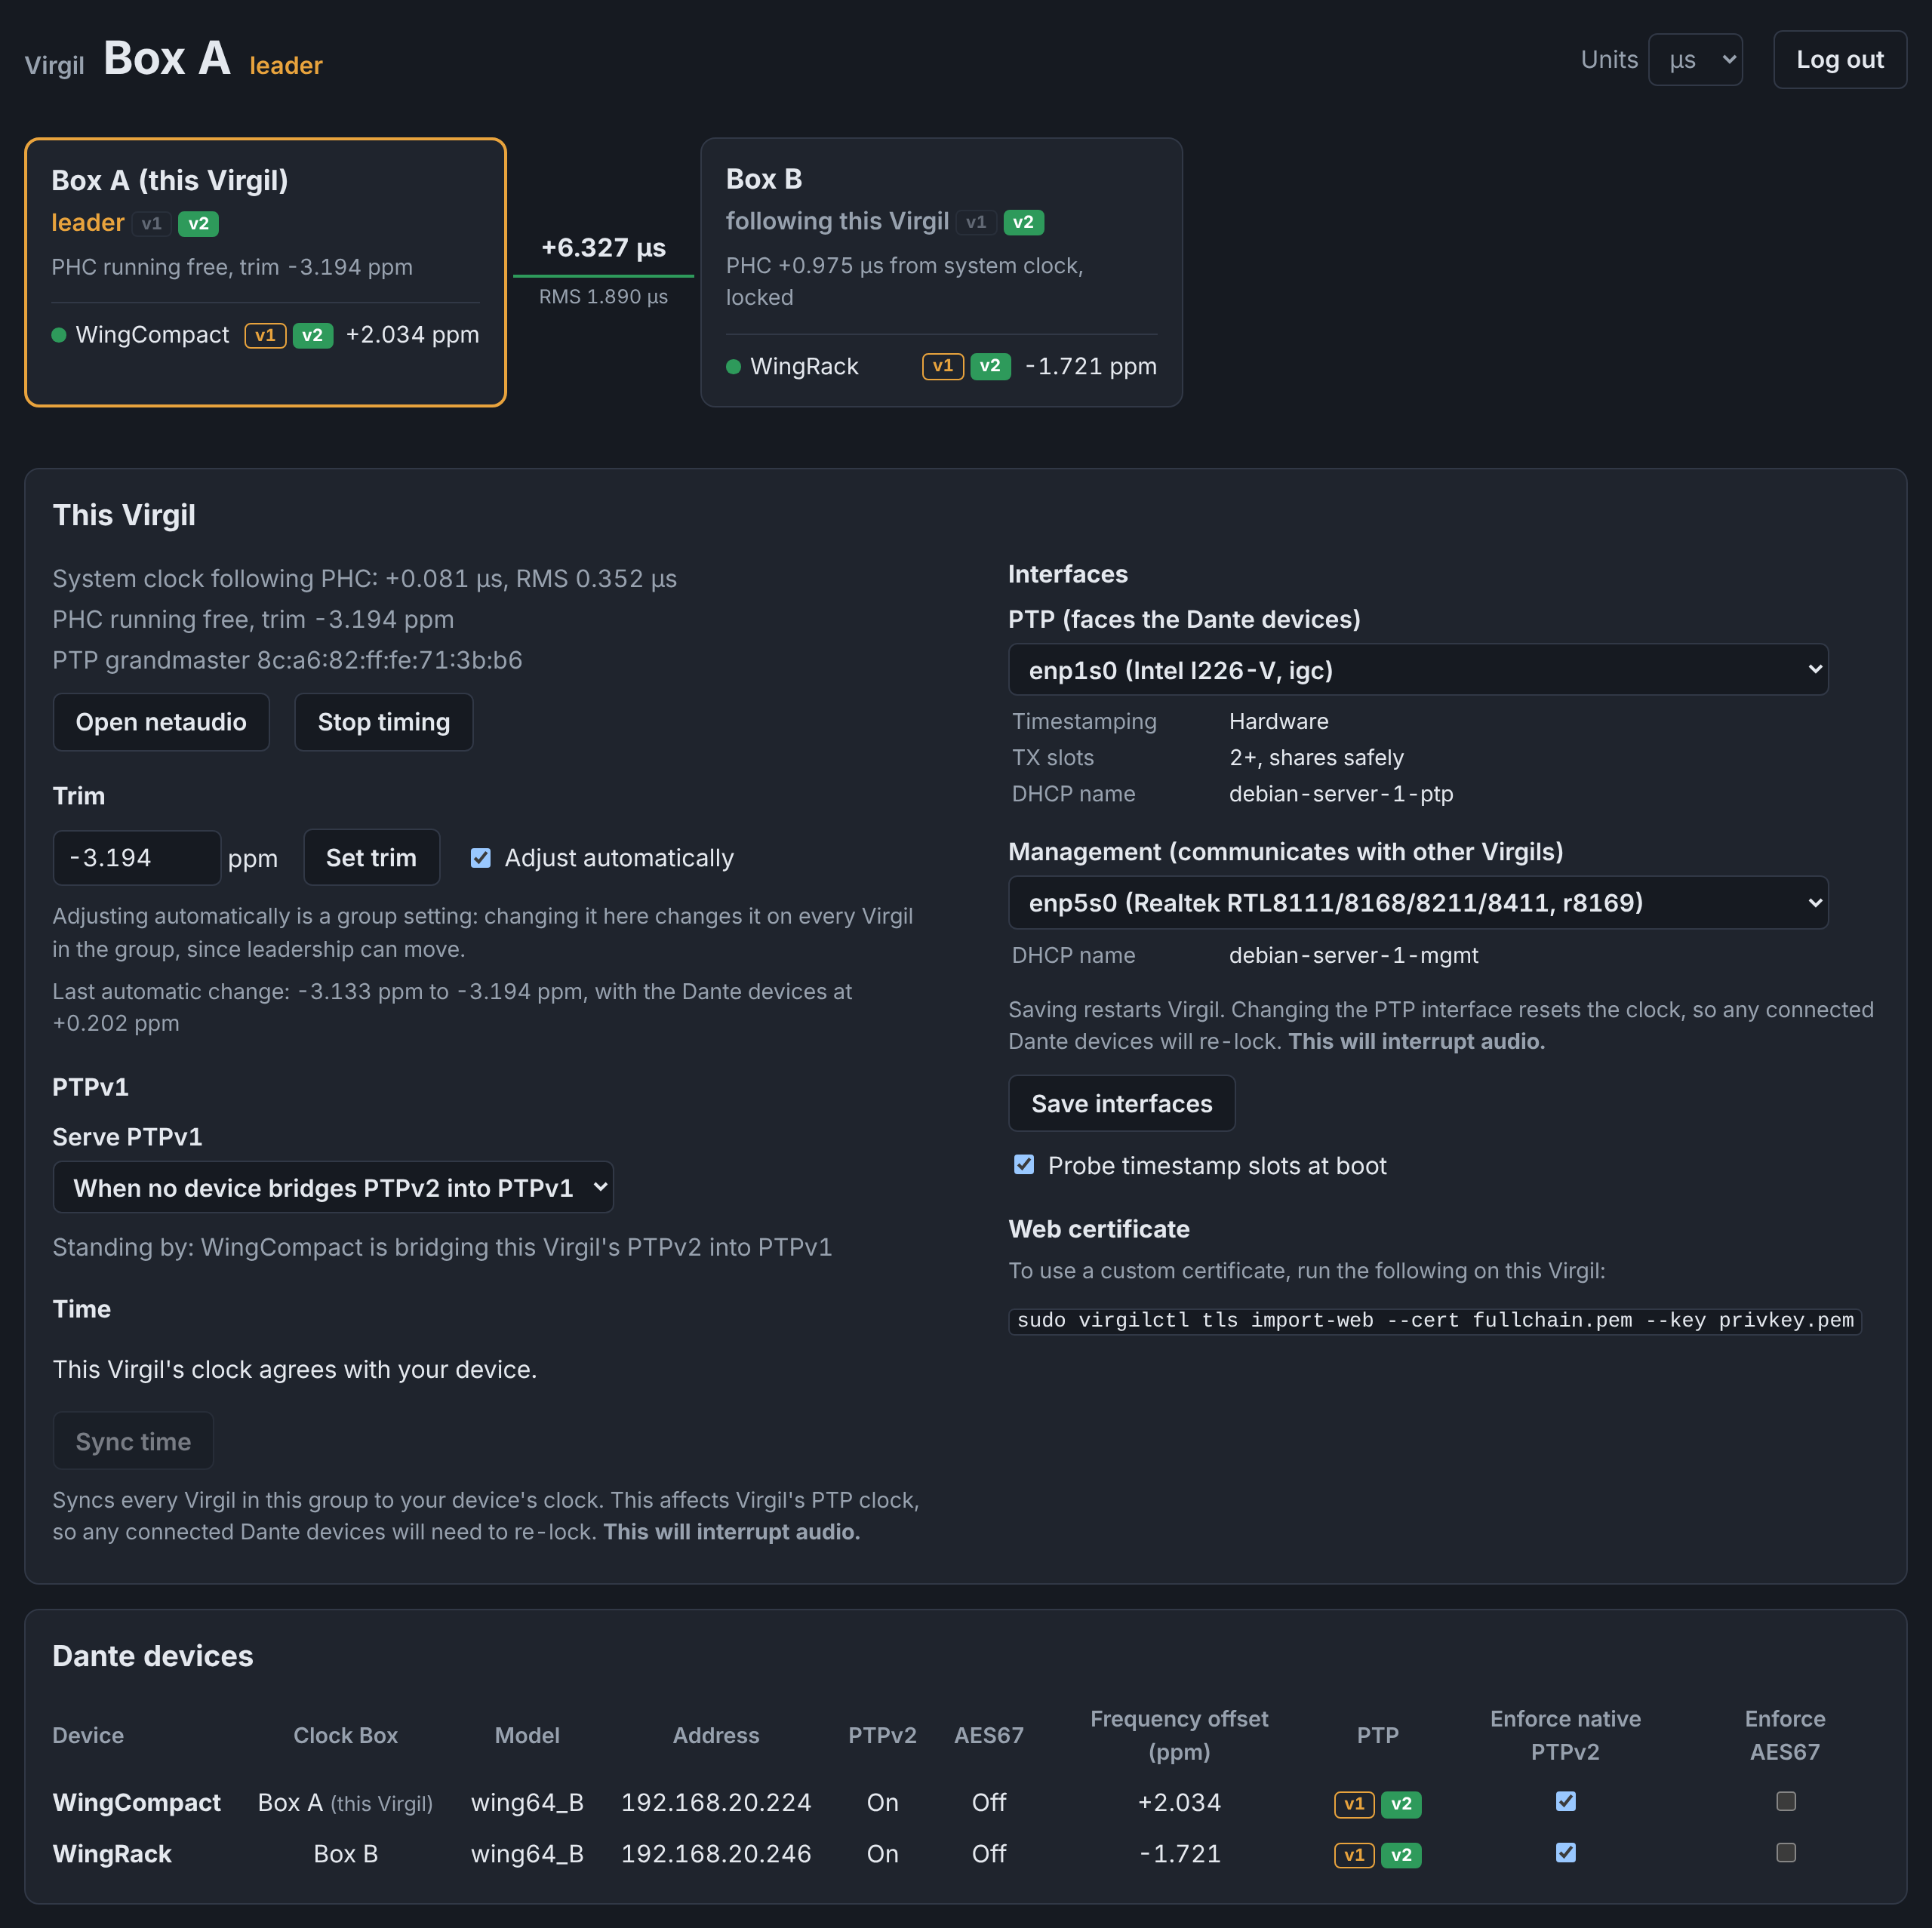 Virgil Box A leader
Units µs Log out
Box A (this Virgil)
leader v1 v2
PHC running free, trim -3.194 ppm
WingCompact v1 v2 +2.034 ppm
+6.327 µs
RMS 1.890 µs
Box B
following this Virgil v1 v2
PHC +0.975 µs from system clock,
locked
WingRack v1 v2 -1.721 ppm
This Virgil
System clock following PHC: +0.081 µs, RMS 0.352 µs
PHC running free, trim -3.194 ppm
PTP grandmaster 8c:a6:82:ff:fe:71:3b:b6
Open netaudio Stop timing
Trim
-3.194 ppm Set trim Adjust automatically
Adjusting automatically is a group setting: changing it here changes it on every Virgil
in the group, since leadership can move.
Last automatic change: -3.133 ppm to -3.194 ppm, with the Dante devices at
+0.202 ppm
PTPv1
Serve PTPv1
When no device bridges PTPv2 into PTPv1
Standing by: WingCompact is bridging this Virgil's PTPv2 into PTPv1
Time
This Virgil's clock agrees with your device.
Sync time
Syncs every Virgil in this group to your device's clock. This affects Virgil's PTP clock,
so any connected Dante devices will need to re-lock. This will interrupt audio.
Interfaces
PTP (faces the Dante devices)
enp1s0 (Intel I226-V, igc)
Timestamping Hardware
TX slots 2+, shares safely
DHCP name debian-server-1-ptp
Management (communicates with other Virgils)
enp5s0 (Realtek RTL8111/8168/8211/8411, r8169)
DHCP name debian-server-1-mgmt
Saving restarts Virgil. Changing the PTP interface resets the clock, so any connected
Dante devices will re-lock. This will interrupt audio.
Save interfaces
Probe timestamp slots at boot
Web certificate
To use a custom certificate, run the following on this Virgil:
sudo virgilctl tls import-web --cert fullchain.pem --key privkey.pem
Dante devices
Device Clock Box Model Address PTPv2 AES67 Frequency offset (ppm) PTP Enforce native PTPv2 Enforce AES67
WingCompact Box A (this Virgil) wing64_B 192.168.20.224 On Off +2.034 v1 v2
WingRack Box B wing64_B 192.168.20.246 On Off -1.721 v1 v2